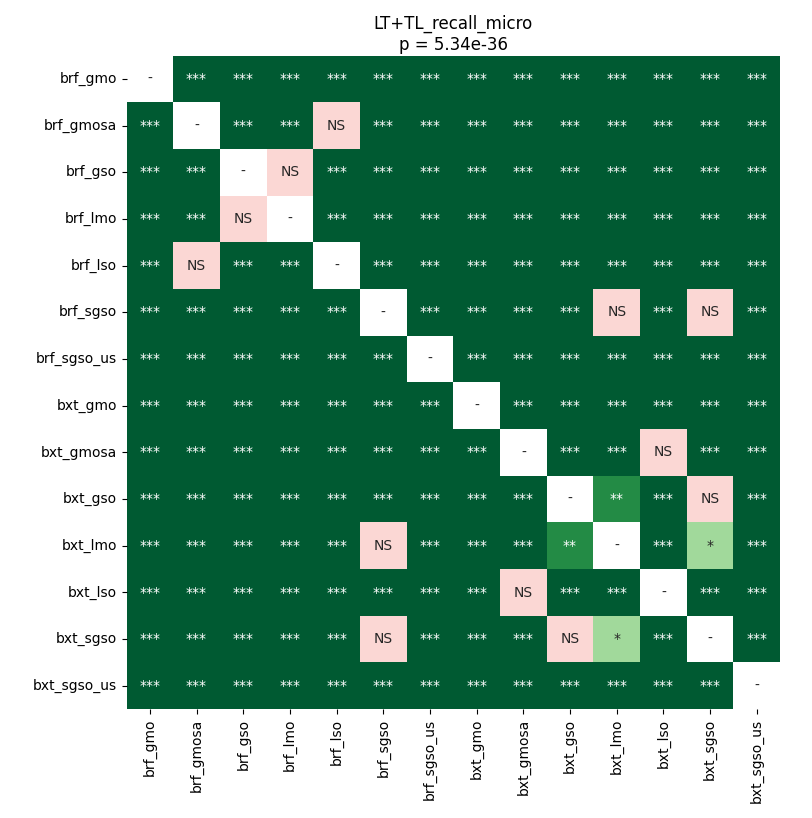 LT+TL_recall_micro
p = 5.34e-36
brf_gmo - *** *** *** *** *** *** *** *** *** *** *** *** ***
brf_gmosa *** - *** *** NS *** *** *** *** *** *** *** *** ***
brf_gso *** *** - NS *** *** *** *** *** *** *** *** *** ***
brf_lmo *** *** NS - *** *** *** *** *** *** *** *** *** ***
brf_lso *** NS *** *** - *** *** *** *** *** *** *** *** ***
brf_sgso *** *** *** *** *** - *** *** *** *** NS *** NS ***
brf_sgso_us *** *** *** *** *** *** - *** *** *** *** *** *** ***
bxt_gmo *** *** *** *** *** *** *** - *** *** *** *** *** ***
bxt_gmosa *** *** *** *** *** *** *** *** - *** *** NS *** ***
bxt_gso *** *** *** *** *** *** *** *** *** - ** *** NS ***
bxt_lmo *** *** *** *** *** NS *** *** *** ** - *** * ***
bxt_lso *** *** *** *** *** *** *** *** NS *** *** - *** ***
bxt_sgso *** *** *** *** *** NS *** *** *** NS * *** - ***
bxt_sgso_us *** *** *** *** *** *** *** *** *** *** *** *** *** -
brf_gmo
brf_gmosa
brf_gso
brf_lmo
brf_lso
brf_sgso
brf_sgso_us
bxt_gmo
bxt_gmosa
bxt_gso
bxt_lmo
bxt_lso
bxt_sgso
bxt_sgso_us